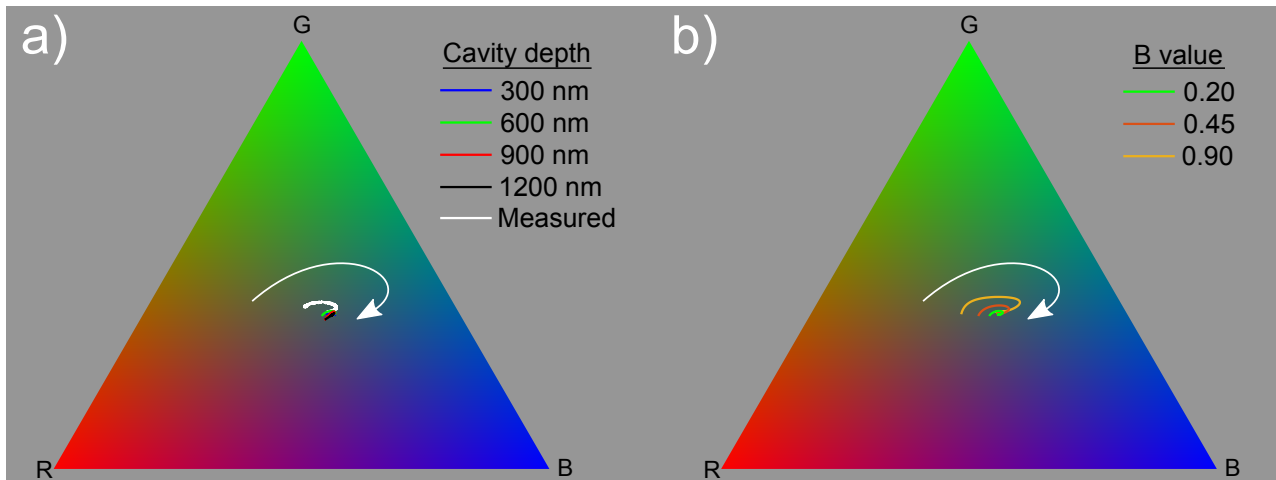 a)
G
Cavity depth
300 nm
600 nm
900 nm
1200 nm
Measured
R
B
b)
G
B value
0.20
0.45
0.90
R
B